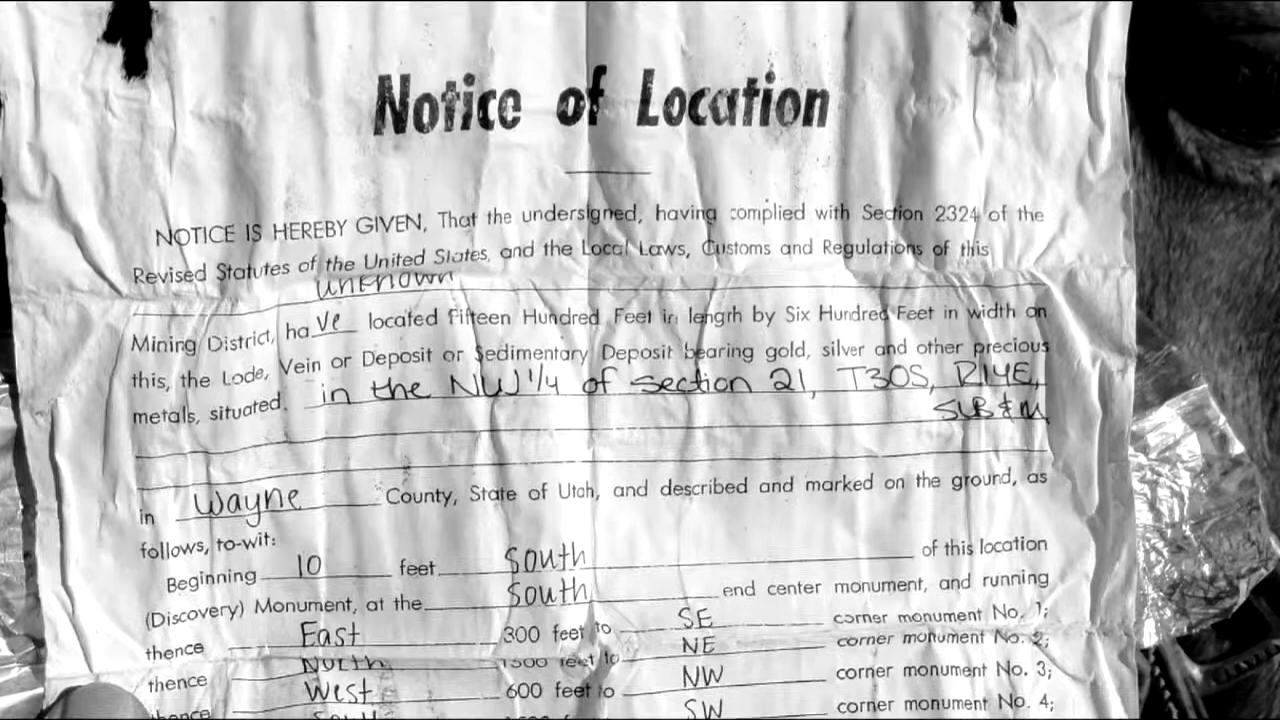 Notice of Location
NOTICE IS HEREBY GIVEN, That the undersigned, having complied with Section 2324 of the
Revised Statutes of the United States, and the Local Laws, Customs and Regulations of this
unknown
Mining District, have located Fifteen Hundred Feet in length by Six Hundred Feet in width on
this, the Lode, Vein or Deposit or Sedimentary Deposit bearing gold, silver and other precious
metals, situated in the NW 1/4 of section 21, T30S, R14E,
SLB&M
in Wayne County, State of Utah, and described and marked on the ground, as
follows, to-wit:
Beginning 10 feet South of this location
(Discovery) Monument, at the South end center monument, and running
thence East 300 feet to SE corner monument No. 1;
thence North 1500 feet to NE corner monument No. 2;
thence West 600 feet to NW corner monument No. 3;
thence South feet to SW corner monument No. 4;